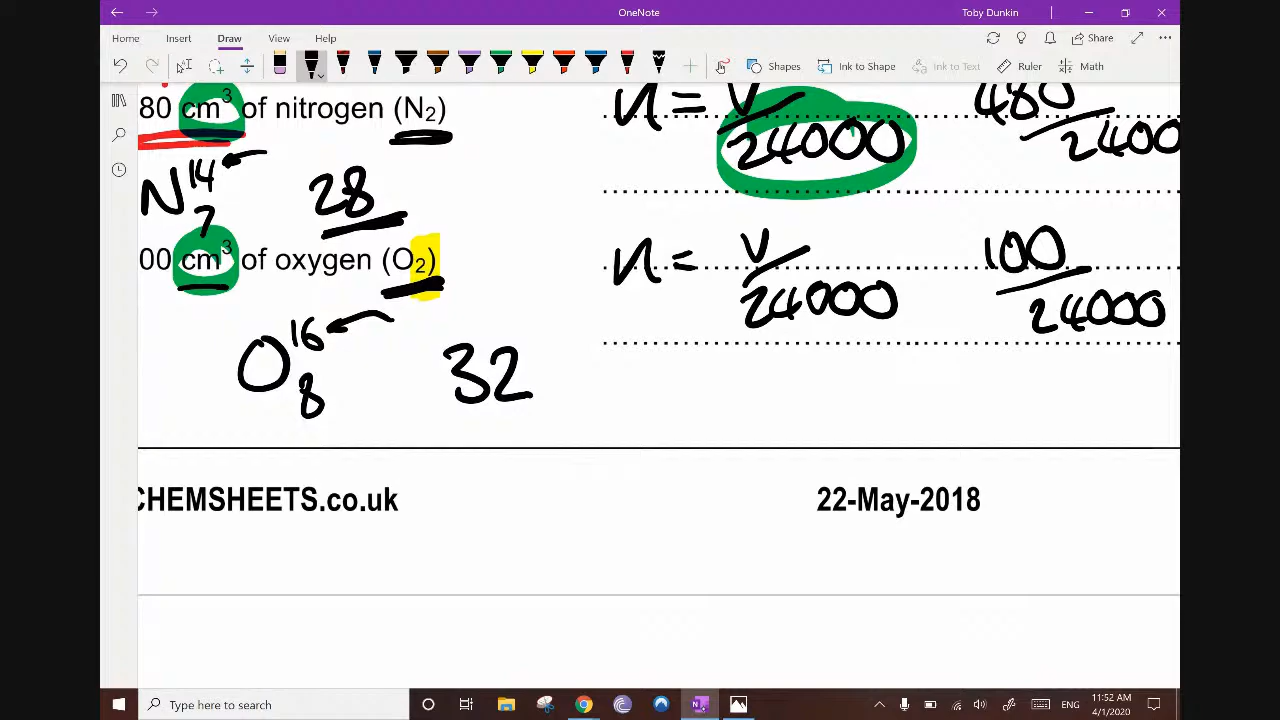 OneNote
Toby Dunkin
Home Insert Draw View Help
Share
Shapes Ink to Shape Ink to Text Ruler Math
80 cm³ of nitrogen (N₂)
n = V/24000 480/2400
N 14 7 28
00 cm³ of oxygen (O₂)
n = V/24000 100/24000
O 16 8 32
CHEMSHEETS.co.uk 22-May-2018
Type here to search
ENG
11:52 AM
4/1/2020